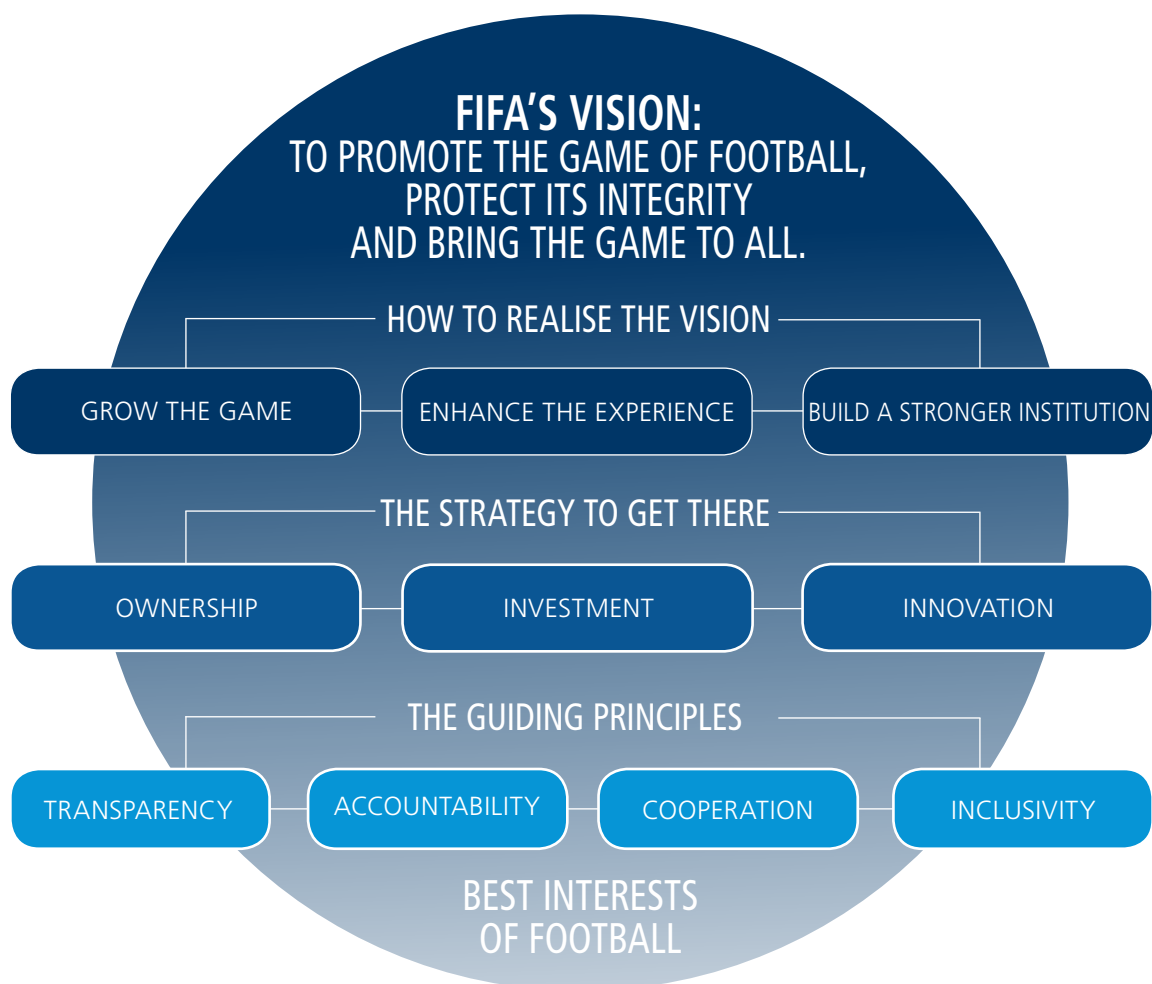 FIFA'S VISION:
TO PROMOTE THE GAME OF FOOTBALL,
PROTECT ITS INTEGRITY
AND BRING THE GAME TO ALL.
HOW TO REALISE THE VISION
GROW THE GAME
ENHANCE THE EXPERIENCE
BUILD A STRONGER INSTITUTION
THE STRATEGY TO GET THERE
OWNERSHIP
INVESTMENT
INNOVATION
THE GUIDING PRINCIPLES
TRANSPARENCY
ACCOUNTABILITY
COOPERATION
INCLUSIVITY
BEST INTERESTS
OF FOOTBALL